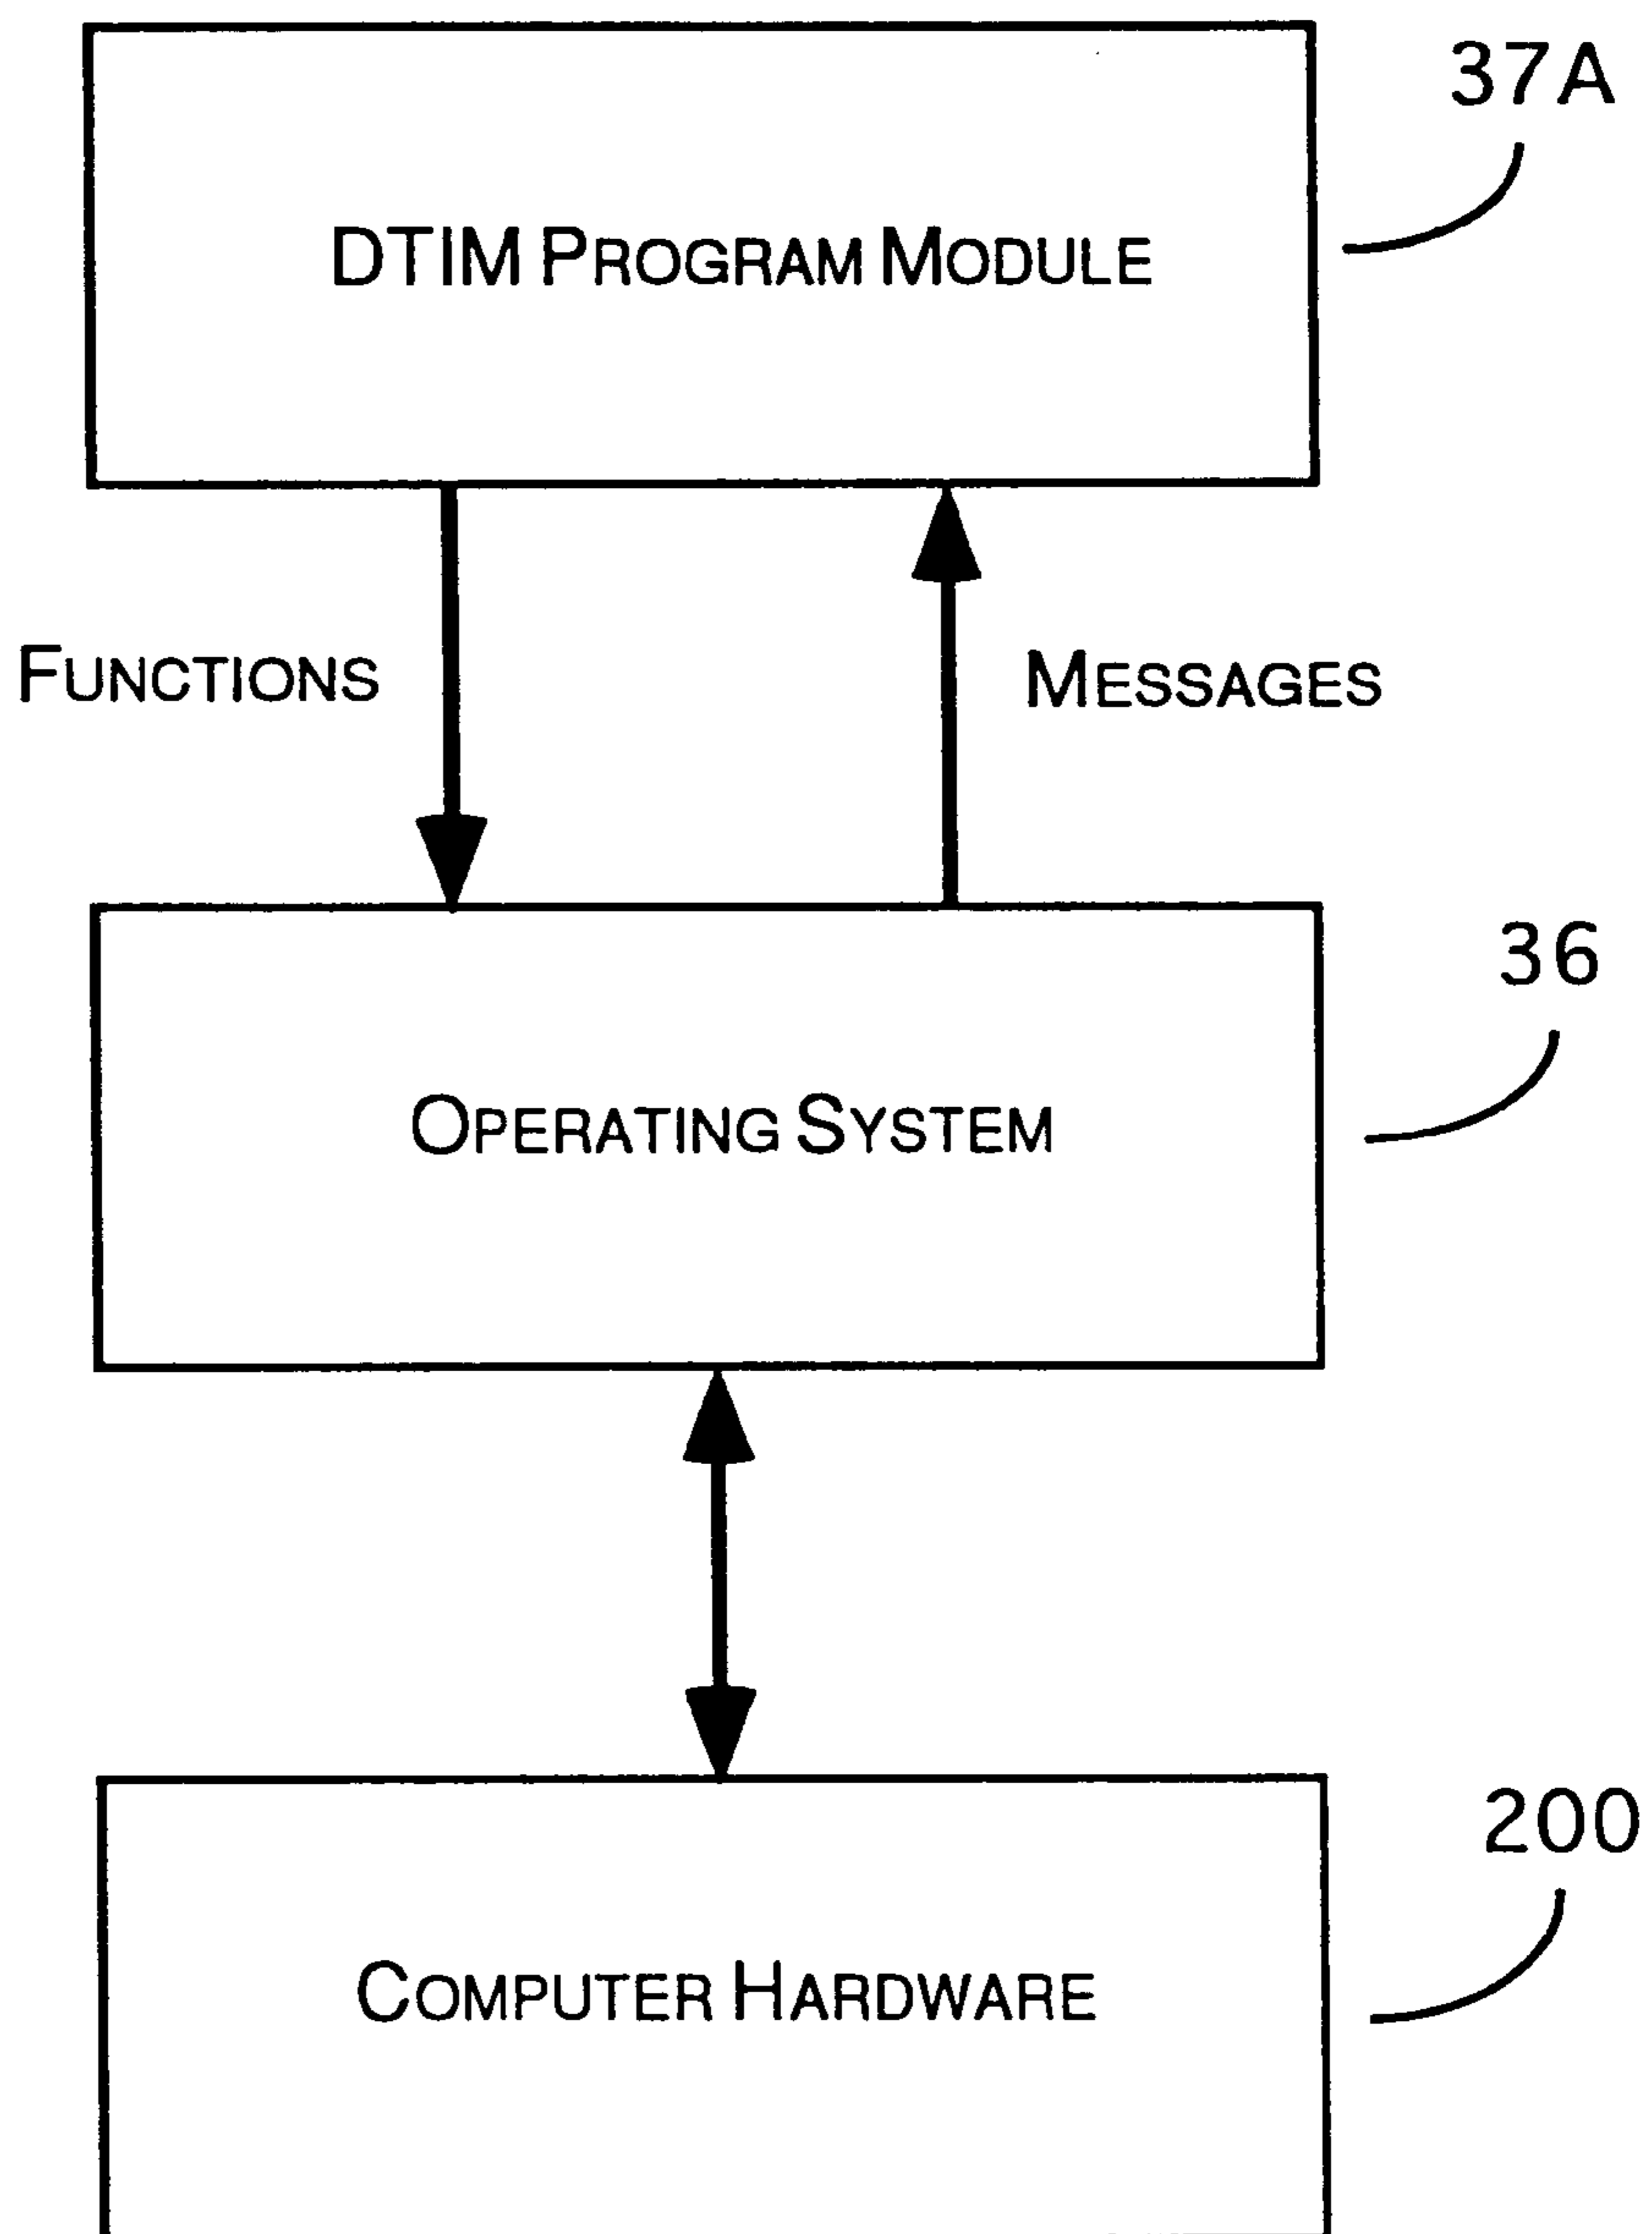 37A
DTIM PROGRAM MODULE
FUNCTIONS
MESSAGES
36
OPERATING SYSTEM
200
COMPUTER HARDWARE